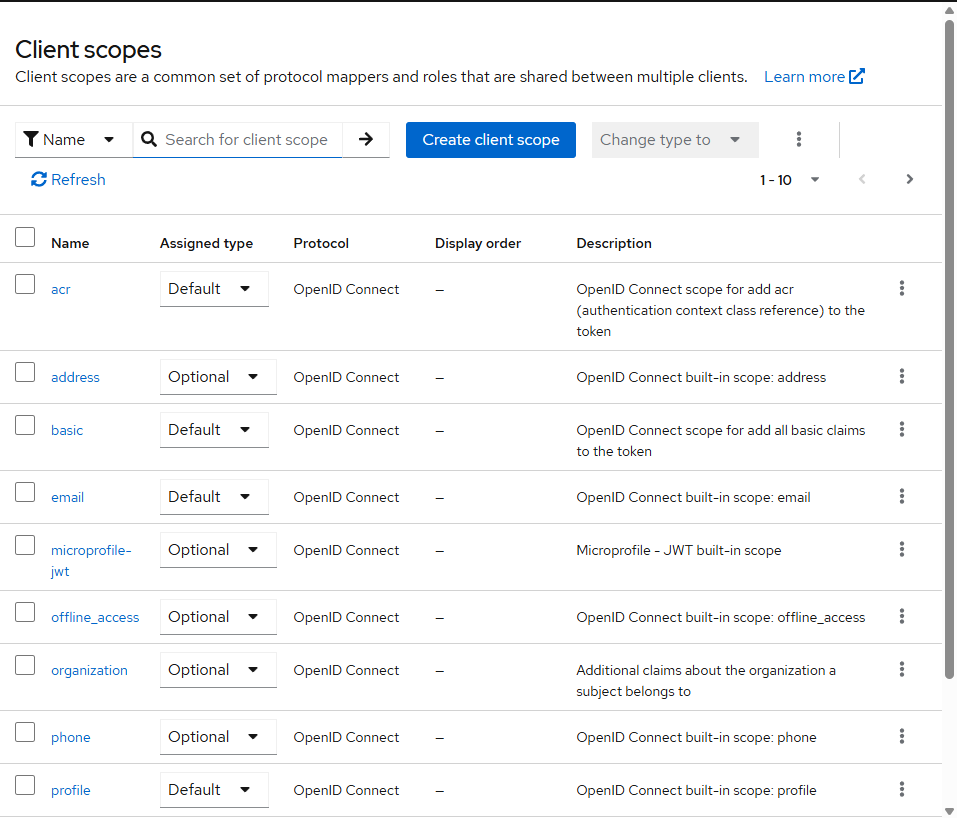 Client scopes
Client scopes are a common set of protocol mappers and roles that are shared between multiple clients. Learn more
Name Search for client scope Create client scope Change type to
Refresh 1 - 10
Name Assigned type Protocol Display order Description
acr Default OpenID Connect – OpenID Connect scope for add acr
(authentication context class reference) to the
token
address Optional OpenID Connect – OpenID Connect built-in scope: address
basic Default OpenID Connect – OpenID Connect scope for add all basic claims
to the token
email Default OpenID Connect – OpenID Connect built-in scope: email
microprofile- Optional OpenID Connect – Microprofile - JWT built-in scope
jwt
offline_access Optional OpenID Connect – OpenID Connect built-in scope: offline_access
organization Optional OpenID Connect – Additional claims about the organization a
subject belongs to
phone Optional OpenID Connect – OpenID Connect built-in scope: phone
profile Default OpenID Connect – OpenID Connect built-in scope: profile